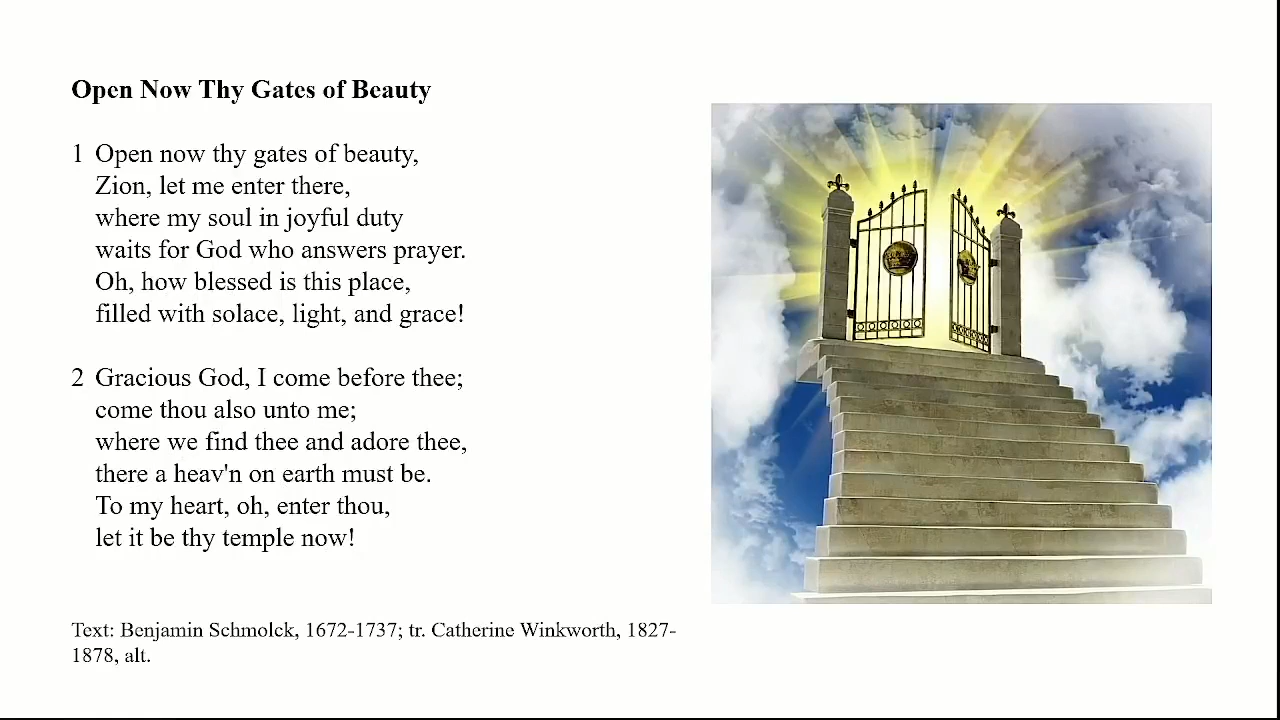 Open Now Thy Gates of Beauty
1 Open now thy gates of beauty,
Zion, let me enter there,
where my soul in joyful duty
waits for God who answers prayer.
Oh, how blessed is this place,
filled with solace, light, and grace!
2 Gracious God, I come before thee;
come thou also unto me;
where we find thee and adore thee,
there a heav'n on earth must be.
To my heart, oh, enter thou,
let it be thy temple now!
Text: Benjamin Schmolck, 1672-1737; tr. Catherine Winkworth, 1827-
1878, alt.